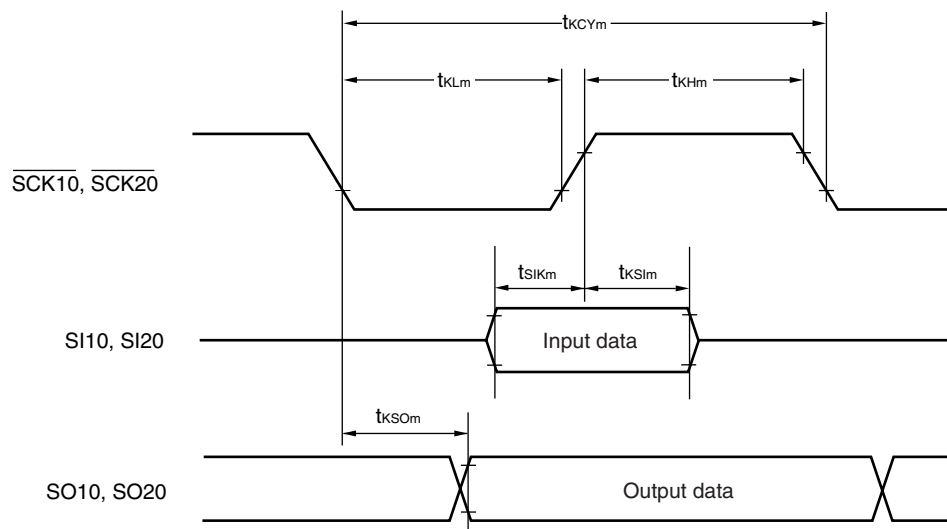 tKCYm
tKLm
tKHm
SCK10, SCK20
tSIKm
tKSIm
SI10, SI20
Input data
tKSOm
SO10, SO20
Output data